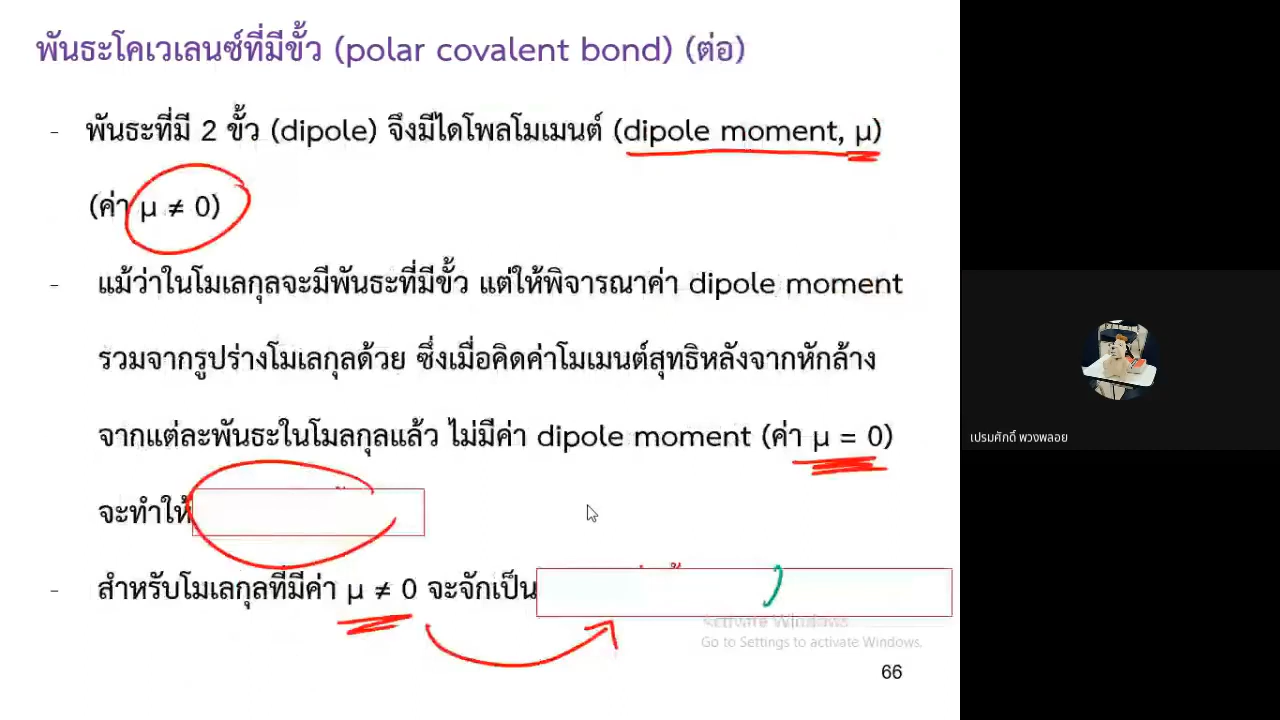 พันธะโคเวเลนซ์ที่มีขั้ว (polar covalent bond) (ต่อ)
- พันธะที่มี 2 ขั้ว (dipole) จึงมีไดโพลโมเมนต์ (dipole moment, μ)
(ค่า μ ≠ 0)
- แม้ว่าในโมเลกุลจะมีพันธะที่มีขั้ว แต่ให้พิจารณาค่า dipole moment
รวมจากรูปร่างโมเลกุลด้วย ซึ่งเมื่อคิดค่าโมเมนต์สุทธิหลังจากหักล้าง
จากแต่ละพันธะในโมลกุลแล้ว ไม่มีค่า dipole moment (ค่า μ = 0)
จะทำให้
- สำหรับโมเลกุลที่มีค่า μ ≠ 0 จะจักเป็น
Activate Windows
Go to Settings to activate Windows.
66
เปรมศักดิ์ พวงพลอย